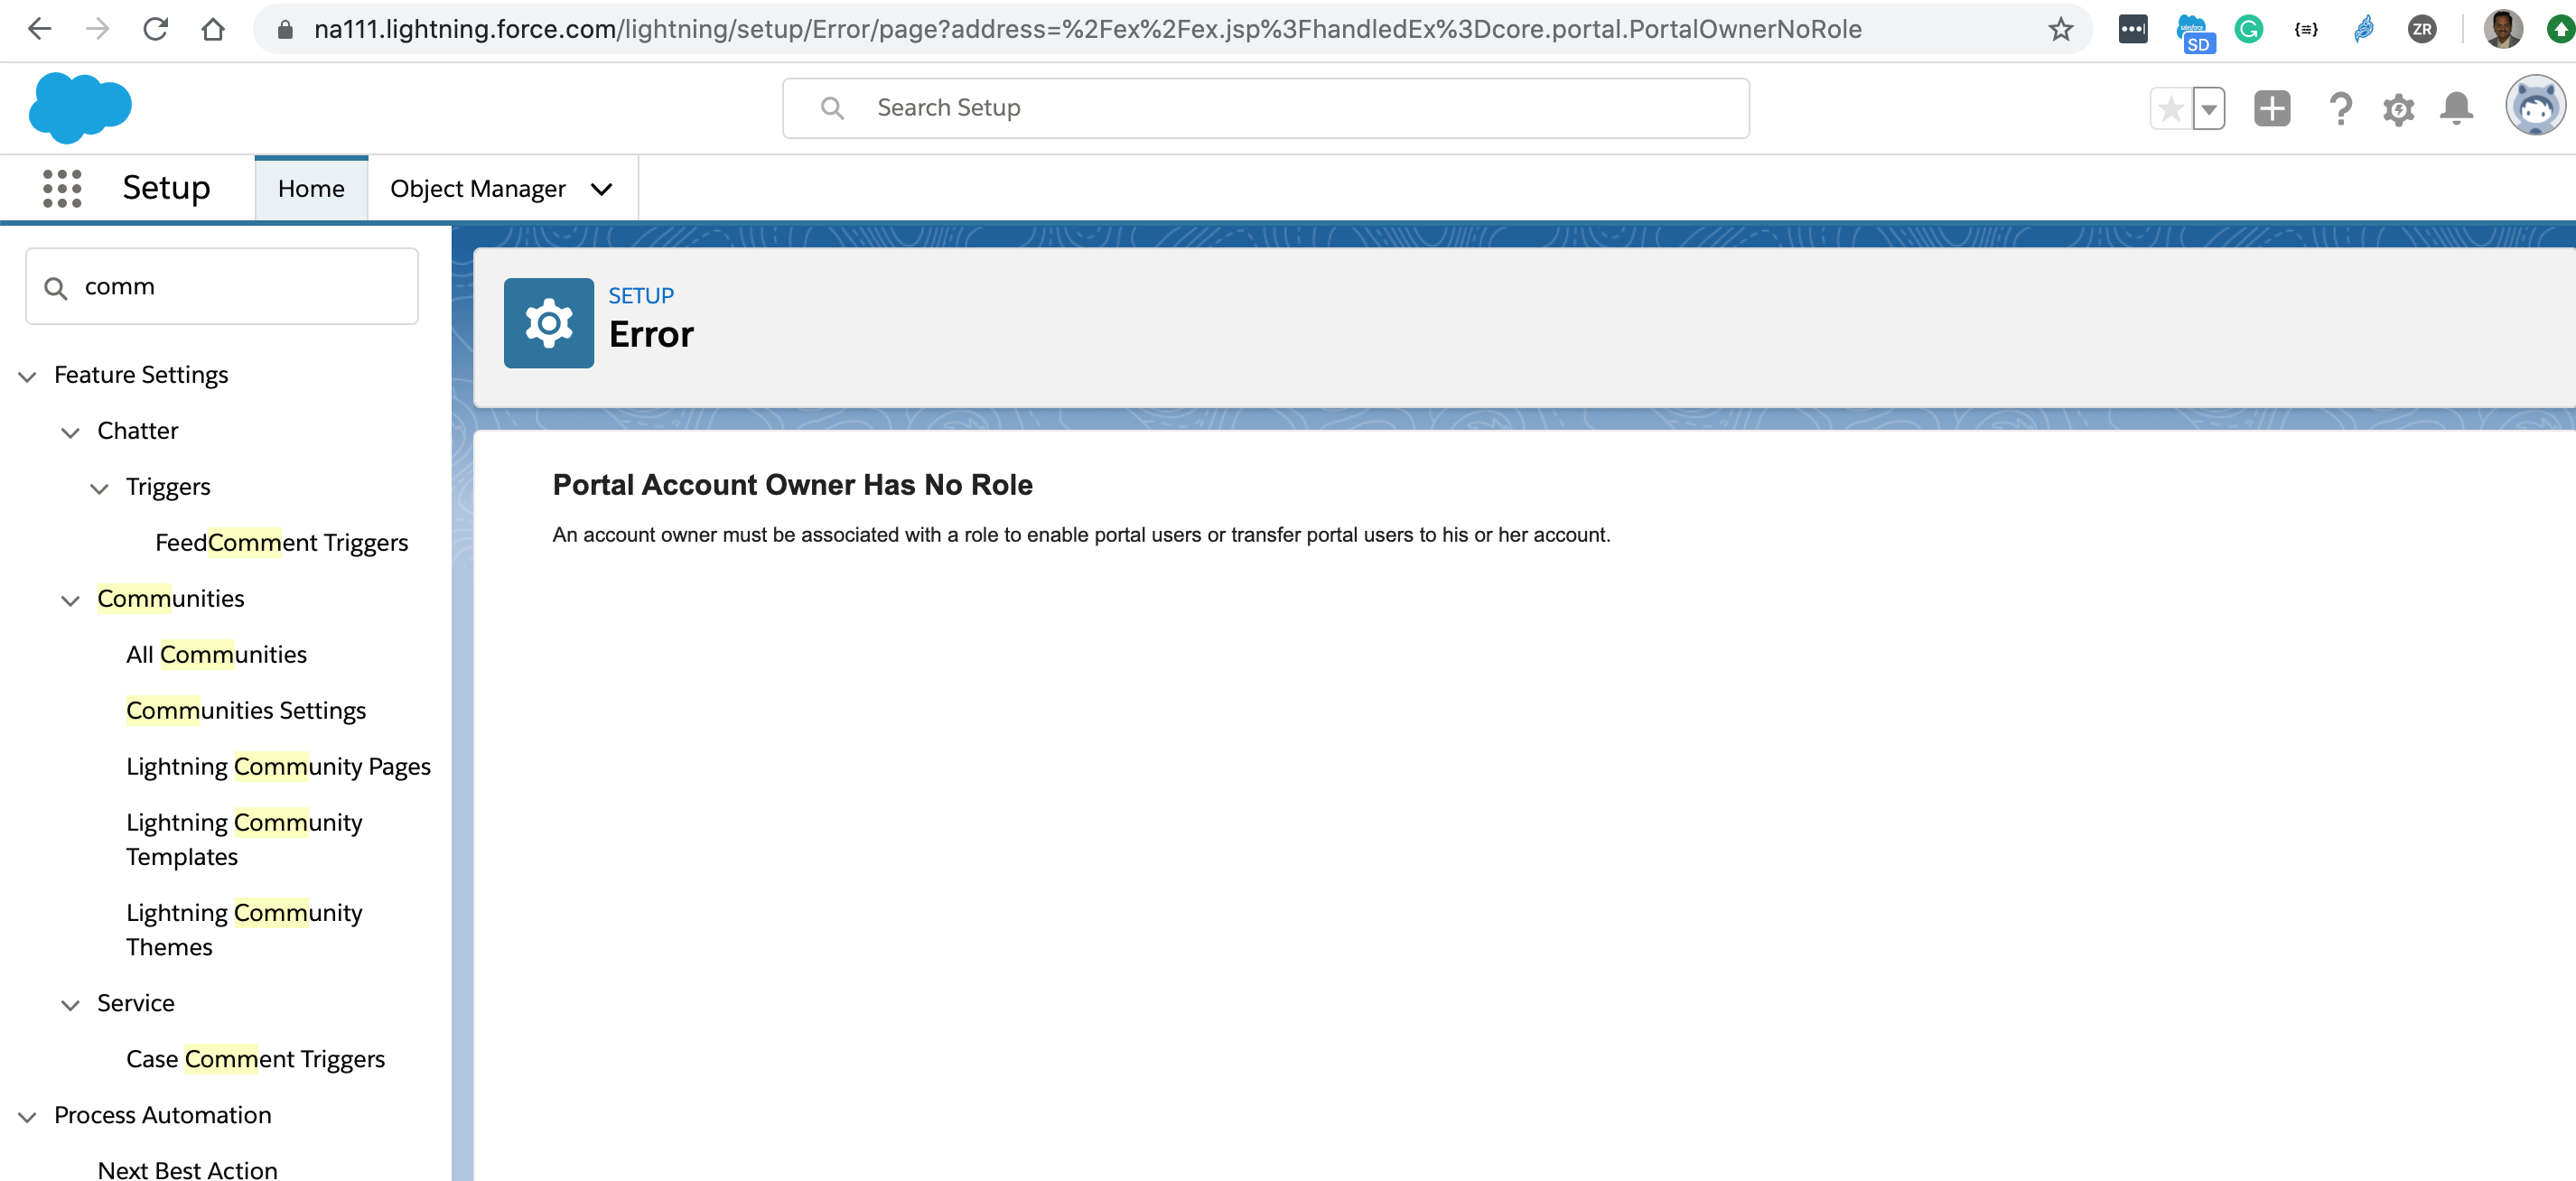 na111.lightning.force.com/lightning/setup/Error/page?address=%2Fex%2Fex.jsp%3FhandledEx%3Dcore.portal.PortalOwnerNoRole
SD
ZR
Search Setup
Setup
Home
Object Manager
comm
SETUP
Error
Feature Settings
Chatter
Triggers
FeedComment Triggers
Communities
All Communities
Communities Settings
Lightning Community Pages
Lightning Community
Templates
Lightning Community
Themes
Service
Case Comment Triggers
Process Automation
Next Best Action
Portal Account Owner Has No Role
An account owner must be associated with a role to enable portal users or transfer portal users to his or her account.